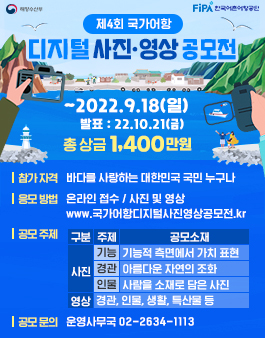 해양수산부
FiPA 한국어촌어항공단
제4회 국가어항
디지털 사진·영상 공모전
~2022.9.18(일)
발표 : 22.10.21(금)
총 상금 1,400만원
참가 자격 바다를 사랑하는 대한민국 국민 누구나
응모 방법 온라인 접수 / 사진 및 영상
www.국가어항디지털사진영상공모전.kr
공모 주제
구분 주제 공모소재
사진 기능 기능적 측면에서 가치 표현
경관 아름다운 자연의 조화
인물 사람을 소재로 담은 사진
영상 경관, 인물, 생활, 특산물 등
공모 문의 운영사무국 02-2634-1113